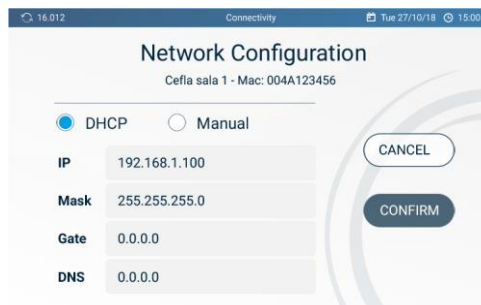 16.012 Connectivity Tue 27/10/18 15:00
Network Configuration
Cefla sala 1 - Mac: 004A123456
DHCP Manual
IP 192.168.1.100
Mask 255.255.255.0
Gate 0.0.0.0
DNS 0.0.0.0
CANCEL
CONFIRM